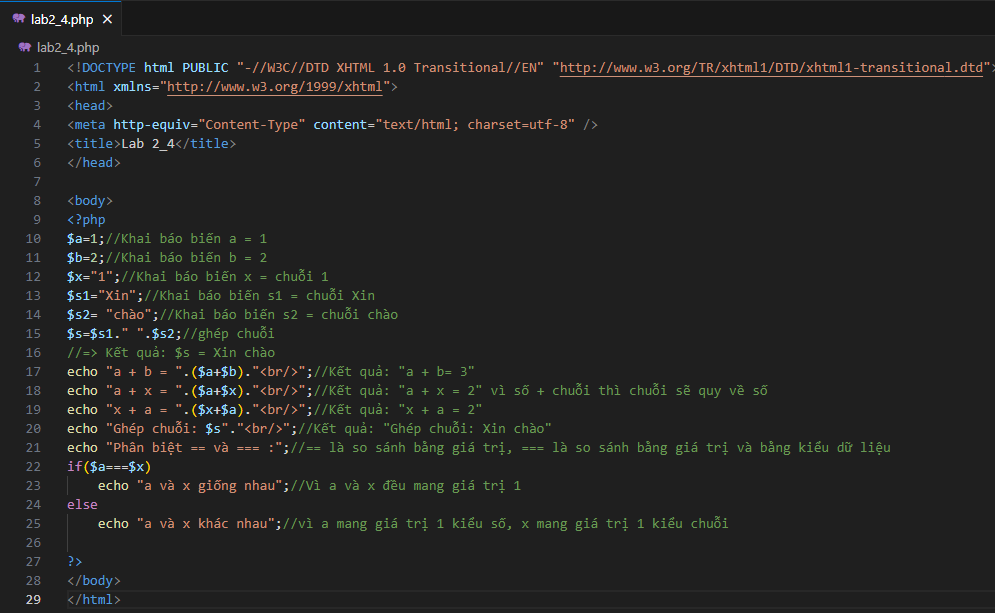 lab2_4.php
lab2_4.php
1 <!DOCTYPE html PUBLIC "-//W3C//DTD XHTML 1.0 Transitional//EN" "http://www.w3.org/TR/xhtml1/DTD/xhtml1-transitional.dtd">
2 <html xmlns="http://www.w3.org/1999/xhtml">
3 <head>
4 <meta http-equiv="Content-Type" content="text/html; charset=utf-8" />
5 <title>Lab 2_4</title>
6 </head>
7
8 <body>
9 <?php
10 $a=1;//Khai báo biến a = 1
11 $b=2;//Khai báo biến b = 2
12 $x="1";//Khai báo biến x = chuỗi 1
13 $s1="Xin";//Khai báo biến s1 = chuỗi Xin
14 $s2= "chào";//Khai báo biến s2 = chuỗi chào
15 $s=$s1." ".$s2;//ghép chuỗi
16 //=> Kết quả: $s = Xin chào
17 echo "a + b = ".($a+$b)."<br/>";//Kết quả: "a + b= 3"
18 echo "a + x = ".($a+$x)."<br/>";//Kết quả: "a + x = 2" vì số + chuỗi thì chuỗi sẽ quy về số
19 echo "x + a = ".($x+$a)."<br/>";//Kết quả: "x + a = 2"
20 echo "Ghép chuỗi: $s"."<br/>";//Kết quả: "Ghép chuỗi: Xin chào"
21 echo "Phân biệt == và === :";//== là so sánh bằng giá trị, === là so sánh bằng giá trị và bằng kiểu dữ liệu
22 if($a===$x)
23 echo "a và x giống nhau";//Vì a và x đều mang giá trị 1
24 else
25 echo "a và x khác nhau";//vì a mang giá trị 1 kiểu số, x mang giá trị 1 kiểu chuỗi
26
27 ?>
28 </body>
29 </html>